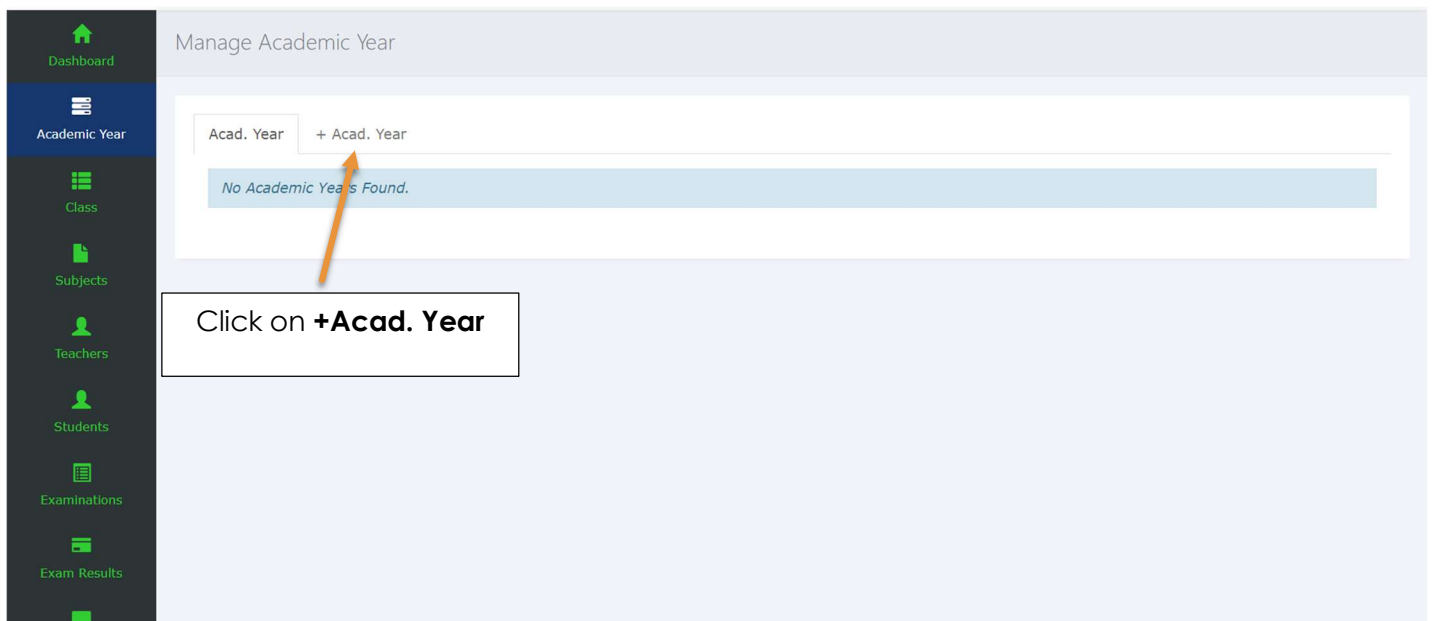 Dashboard
Manage Academic Year
Academic Year
Acad. Year
+ Acad. Year
No Academic Years Found.
Class
Subjects
Click on +Acad. Year
Teachers
Students
Examinations
Exam Results